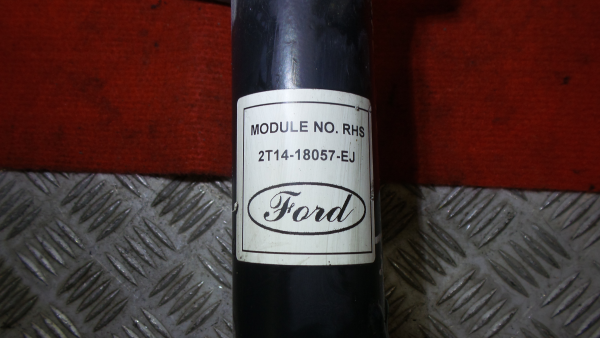 MODULE NO. RHS
2T14-18057-EJ
Ford